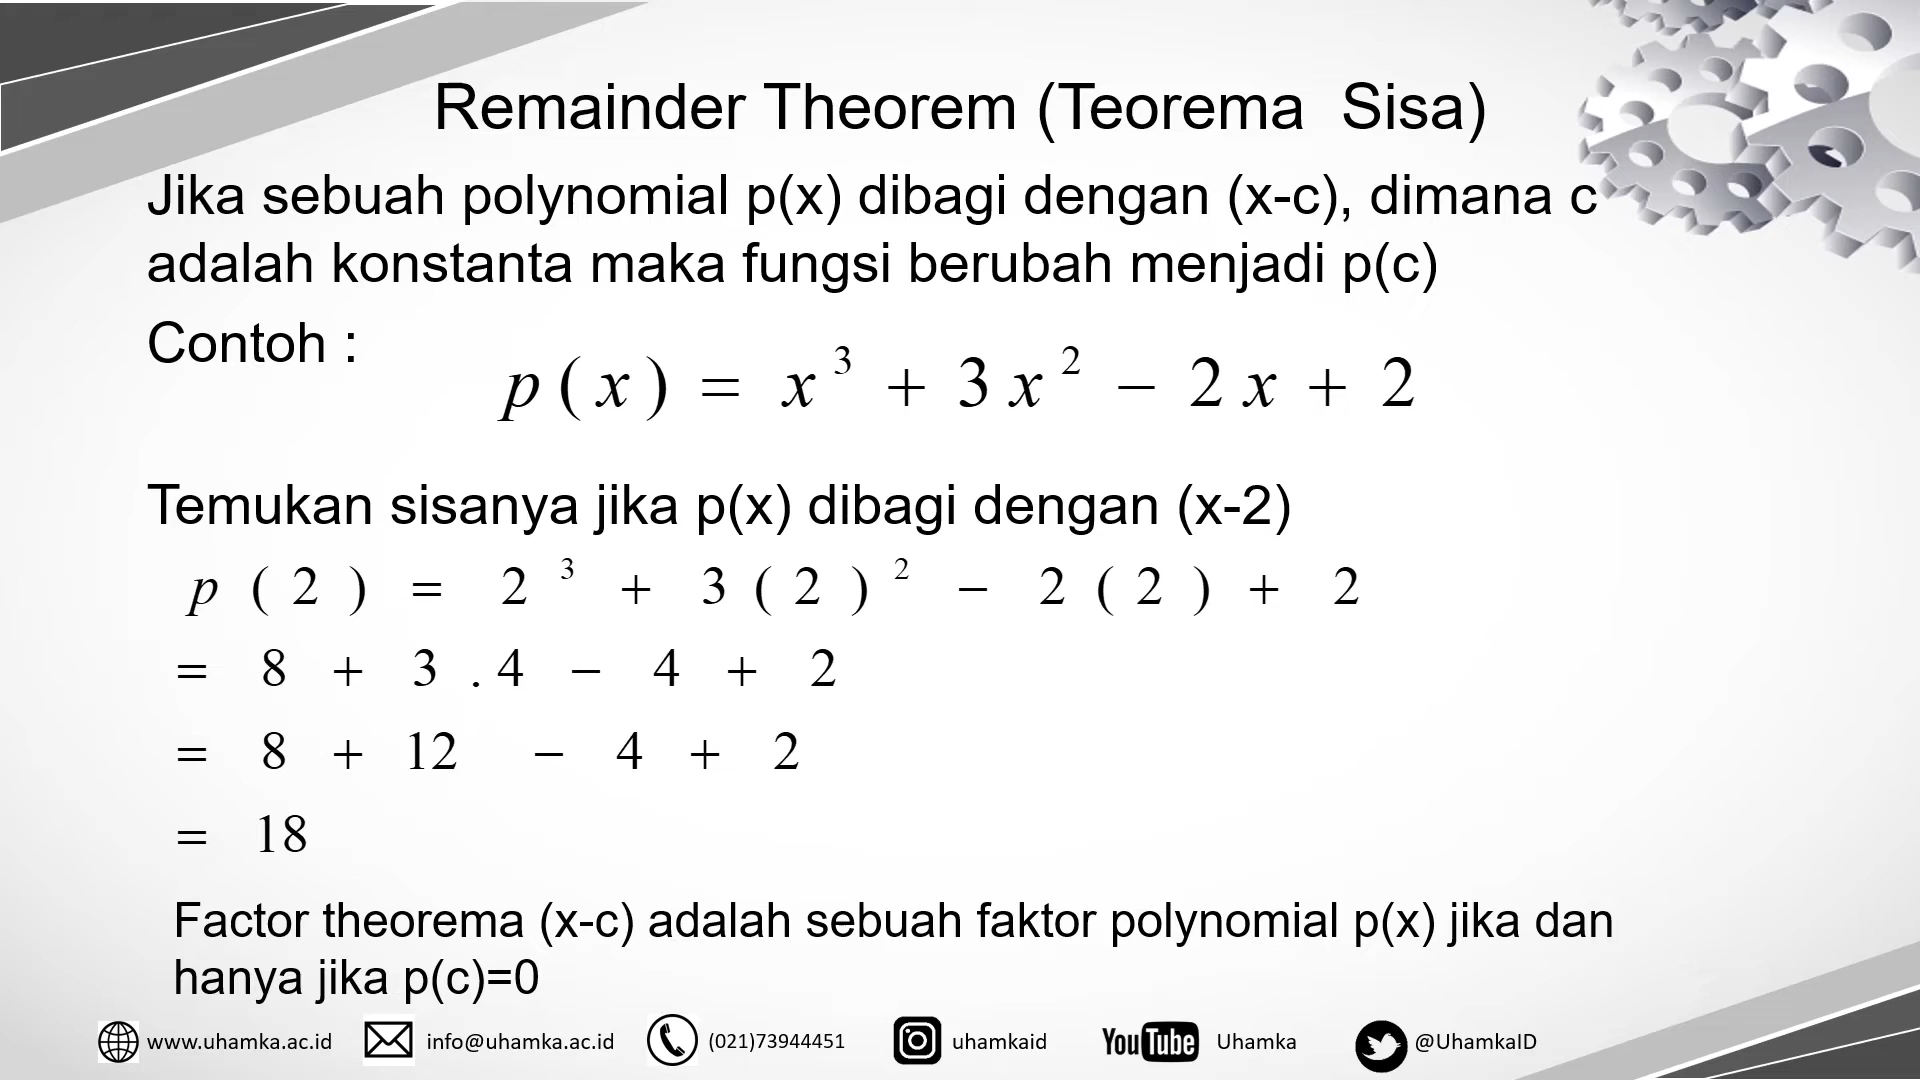 Remainder Theorem (Teorema Sisa)
Jika sebuah polynomial p(x) dibagi dengan (x-c), dimana c
adalah konstanta maka fungsi berubah menjadi p(c)
Contoh :
p(x) = x³ + 3x² − 2x + 2
Temukan sisanya jika p(x) dibagi dengan (x-2)
p(2) = 2³ + 3(2)² − 2(2) + 2
= 8 + 3.4 − 4 + 2
= 8 + 12 − 4 + 2
= 18
Factor theorema (x-c) adalah sebuah faktor polynomial p(x) jika dan
hanya jika p(c)=0
www.uhamka.ac.id info@uhamka.ac.id (021)73944451 uhamkaid YouTube Uhamka @UhamkaID